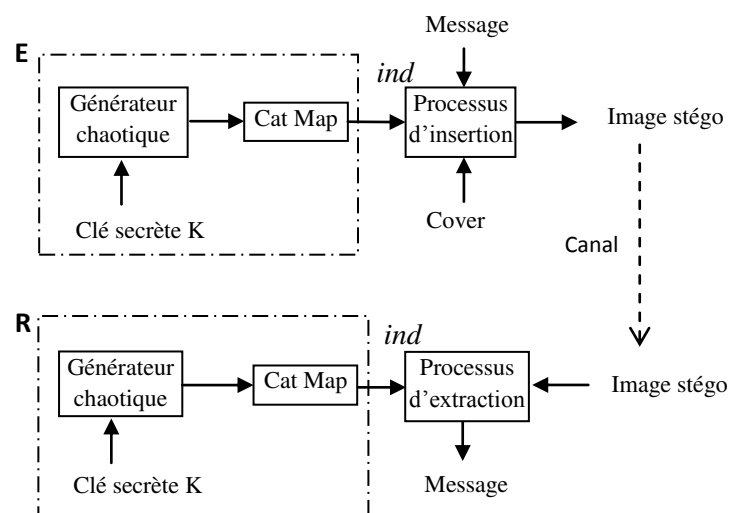 Message
E
ind
Générateur
chaotique
Cat Map
Processus
d'insertion
Image stégo
Clé secrète K
Cover
Canal
R
ind
Générateur
chaotique
Cat Map
Processus
d'extraction
Image stégo
Clé secrète K
Message